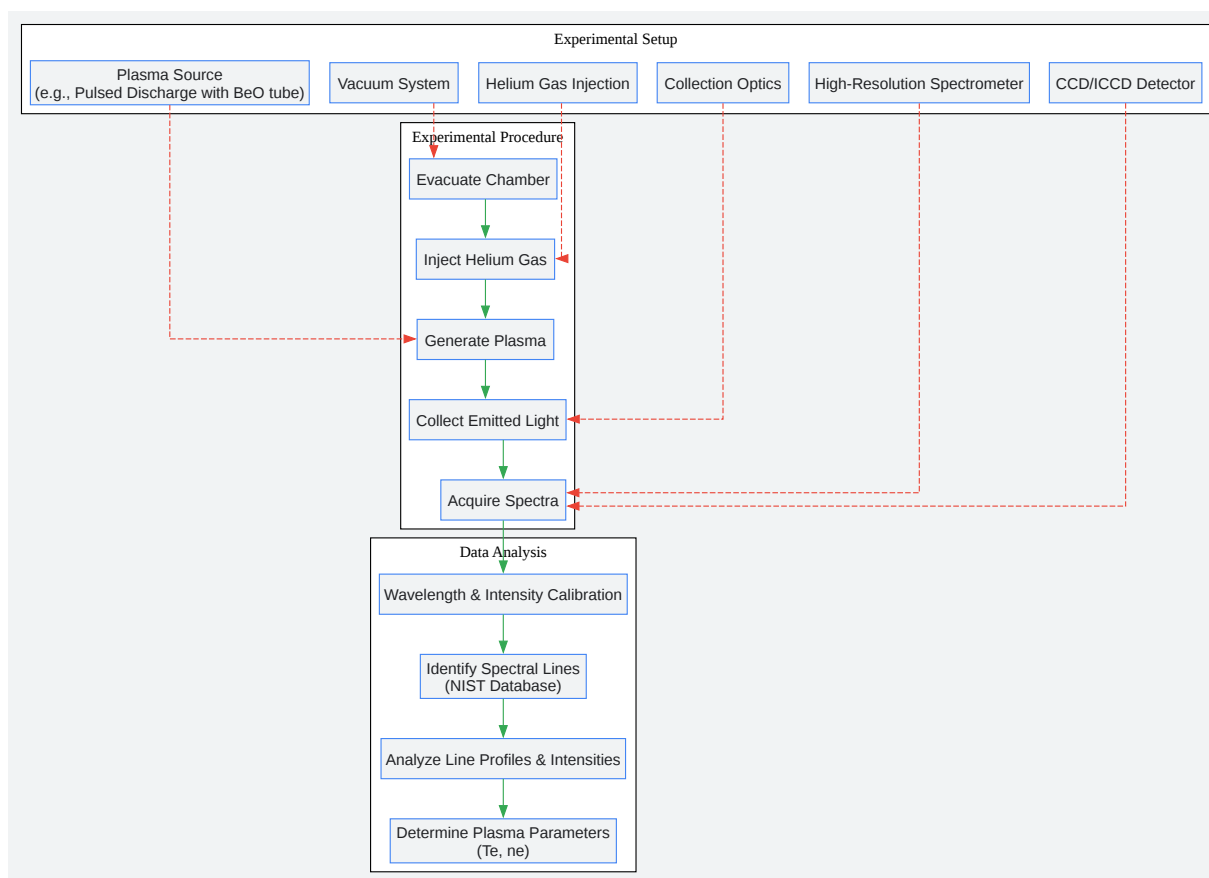 Experimental Setup
Plasma Source
(e.g., Pulsed Discharge with BeO tube)
Vacuum System
Helium Gas Injection
Collection Optics
High-Resolution Spectrometer
CCD/ICCD Detector
Experimental Procedure
Evacuate Chamber
Inject Helium Gas
Generate Plasma
Collect Emitted Light
Acquire Spectra
Data Analysis
Wavelength & Intensity Calibration
Identify Spectral Lines
(NIST Database)
Analyze Line Profiles & Intensities
Determine Plasma Parameters
(Te, ne)